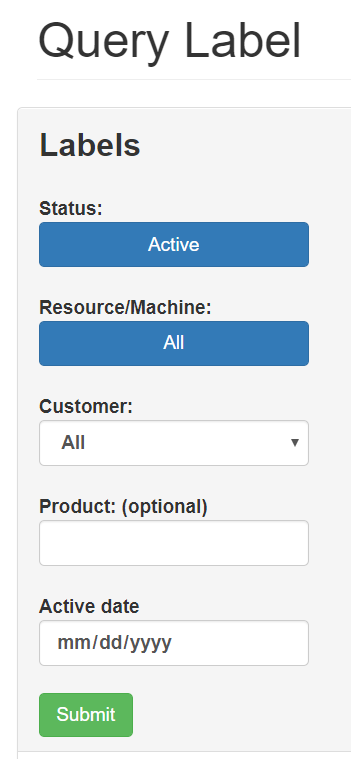 Query Label
Labels
Status:
Active
Resource/Machine:
All
Customer:
All
Product: (optional)
Active date
mm/dd/yyyy
Submit